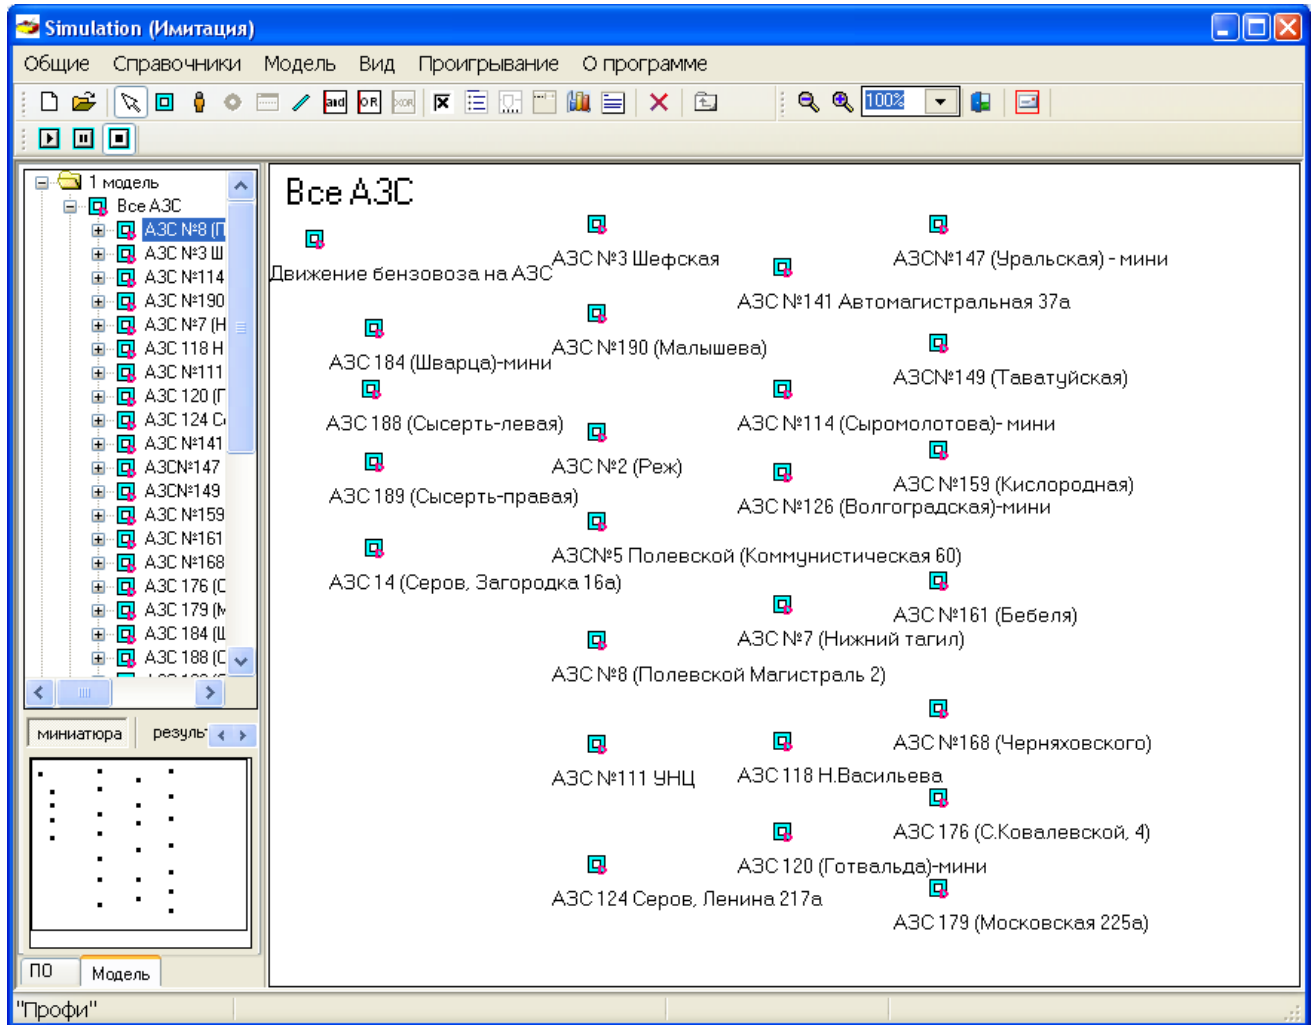 Simulation (Имитация)
Общие Справочники Модель Вид Проигрывание О программе
and OR XOR 100%
1 модель
Все АЗС
АЗС №8 (П
АЗС №3 Ш
АЗС №114
АЗС №190
АЗС №7 (Н
АЗС 118 Н
АЗС №111
АЗС 120 (Г
АЗС 124 С
АЗС №141
АЗС№147
АЗС№149
АЗС №159
АЗС №161
АЗС №168
АЗС 176 (С
АЗС 179 (М
АЗС 184 (Ш
АЗС 188 (С
миниатюра резуль
ПО Модель
"Профи"
Все АЗС
Движение бензовоза на АЗС
АЗС №3 Шефская
АЗС№147 (Уральская) - мини
АЗС №141 Автомагистральная 37а
АЗС 184 (Шварца)-мини
АЗС №190 (Малышева)
АЗС№149 (Таватуйская)
АЗС 188 (Сысерть-левая)
АЗС №114 (Сыромолотова)- мини
АЗС №2 (Реж)
АЗС №159 (Кислородная)
АЗС 189 (Сысерть-правая)
АЗС №126 (Волгоградская)-мини
АЗС№5 Полевской (Коммунистическая 60)
АЗС 14 (Серов, Загородка 16а)
АЗС №161 (Бебеля)
АЗС №7 (Нижний тагил)
АЗС №8 (Полевской Магистраль 2)
АЗС №168 (Черняховского)
АЗС №111 УНЦ
АЗС 118 Н.Васильева
АЗС 176 (С.Ковалевской, 4)
АЗС 120 (Готвальда)-мини
АЗС 124 Серов, Ленина 217а
АЗС 179 (Московская 225а)